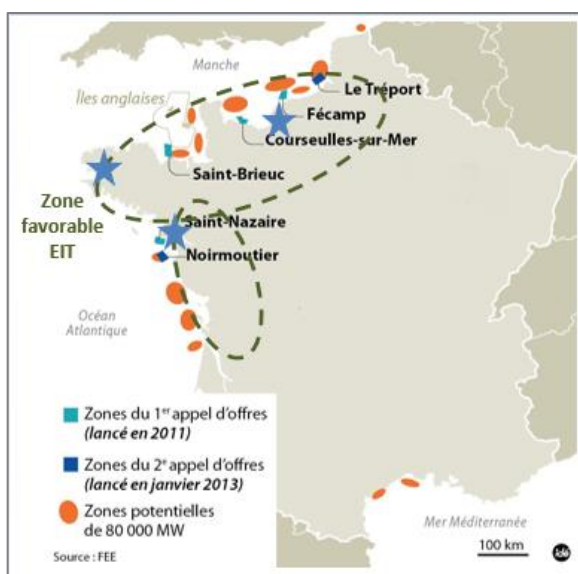 Manche
Îles anglaises
Le Tréport
Fécamp
Courseulles-sur-Mer
Saint-Brieuc
Zone
favorable
EIT
Saint-Nazaire
Noirmoutier
Océan
Atlantique
Zones du 1er appel d'offres
(lancé en 2011)
Zones du 2e appel d'offres
(lancé en janvier 2013)
Zones potentielles
de 80 000 MW
Source : FEE
Mer Méditerranée
100 km
idé